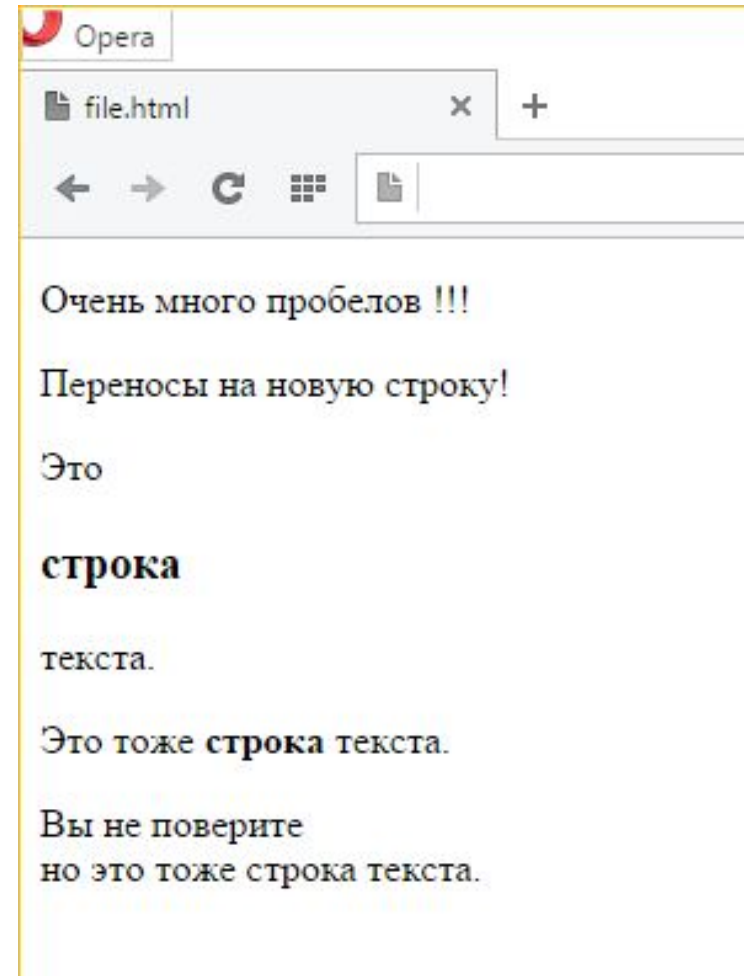 Opera
file.html
Очень много пробелов !!!
Переносы на новую строку!
Это
строка
текста.
Это тоже строка текста.
Вы не поверите
но это тоже строка текста.